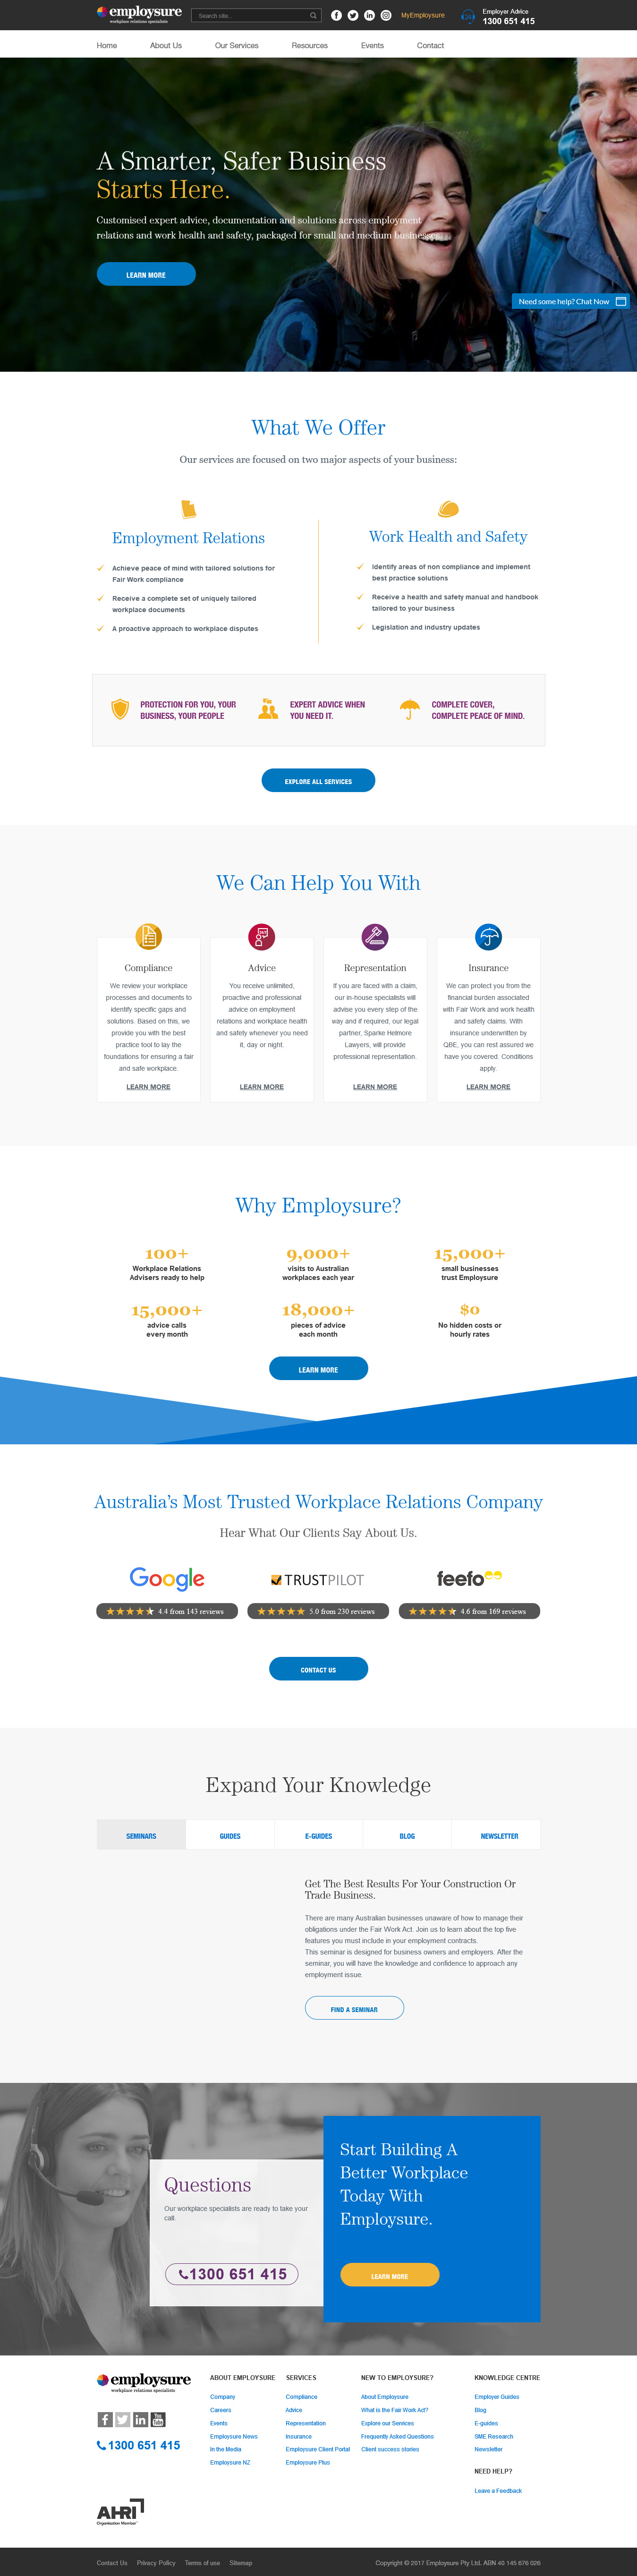 employsure
workplace relations specialists
Search site...
MyEmploysure
24/7
Employer Advice
1300 651 415
Home
About Us
Our Services
Resources
Events
Contact
A Smarter, Safer Business
Starts Here.
Customised expert advice, documentation and solutions across employment
relations and work health and safety, packaged for small and medium businesses.
LEARN MORE
Need some help? Chat Now
What We Offer
Our services are focused on two major aspects of your business:
Employment Relations
Achieve peace of mind with tailored solutions for
Fair Work compliance
Receive a complete set of uniquely tailored
workplace documents
A proactive approach to workplace disputes
Work Health and Safety
Identify areas of non compliance and implement
best practice solutions
Receive a health and safety manual and handbook
tailored to your business
Legislation and industry updates
PROTECTION FOR YOU, YOUR
BUSINESS, YOUR PEOPLE
EXPERT ADVICE WHEN
YOU NEED IT.
COMPLETE COVER,
COMPLETE PEACE OF MIND.
EXPLORE ALL SERVICES
We Can Help You With
Compliance
We review your workplace
processes and documents to
identify specific gaps and
solutions. Based on this, we
provide you with the best
practice tool to lay the
foundations for ensuring a fair
and safe workplace.
LEARN MORE
Advice
You receive unlimited,
proactive and professional
advice on employment
relations and workplace health
and safety whenever you need
it, day or night.
LEARN MORE
Representation
If you are faced with a claim,
our in-house specialists will
advise you every step of the
way and if required, our legal
partner, Sparke Helmore
Lawyers, will provide
professional representation.
LEARN MORE
Insurance
We can protect you from the
financial burden associated
with Fair Work and work health
and safety claims. With
insurance underwritten by
QBE, you can rest assured we
have you covered. Conditions
apply.
LEARN MORE
Why Employsure?
100+
Workplace Relations
Advisers ready to help
9,000+
visits to Australian
workplaces each year
15,000+
small businesses
trust Employsure
15,000+
advice calls
every month
18,000+
pieces of advice
each month
$0
No hidden costs or
hourly rates
LEARN MORE
Australia's Most Trusted Workplace Relations Company
Hear What Our Clients Say About Us.
Google
TRUSTPILOT
feefo
4.4 from 143 reviews
5.0 from 230 reviews
4.6 from 169 reviews
CONTACT US
Expand Your Knowledge
SEMINARS
GUIDES
E-GUIDES
BLOG
NEWSLETTER
Get The Best Results For Your Construction Or
Trade Business.
There are many Australian businesses unaware of how to manage their
obligations under the Fair Work Act. Join us to learn about the top five
features you must include in your employment contracts.
This seminar is designed for business owners and employers. After the
seminar, you will have the knowledge and confidence to approach any
employment issue.
FIND A SEMINAR
Questions
Our workplace specialists are ready to take your
call.
1300 651 415
Start Building A
Better Workplace
Today With
Employsure.
LEARN MORE
employsure
workplace relations specialists
You
Tube
1300 651 415
AHRI
Organisation Member
ABOUT EMPLOYSURE
Company
Careers
Events
Employsure News
In the Media
Employsure NZ
SERVICES
Compliance
Advice
Representation
Insurance
Employsure Client Portal
Employsure Plus
NEW TO EMPLOYSURE?
About Employsure
What is the Fair Work Act?
Explore our Services
Frequently Asked Questions
Client success stories
KNOWLEDGE CENTRE
Employer Guides
Blog
E-guides
SME Research
Newsletter
NEED HELP?
Leave a Feedback
Contact Us
Privacy Policy
Terms of use
Sitemap
Copyright © 2017 Employsure Pty Ltd. ABN 40 145 676 026